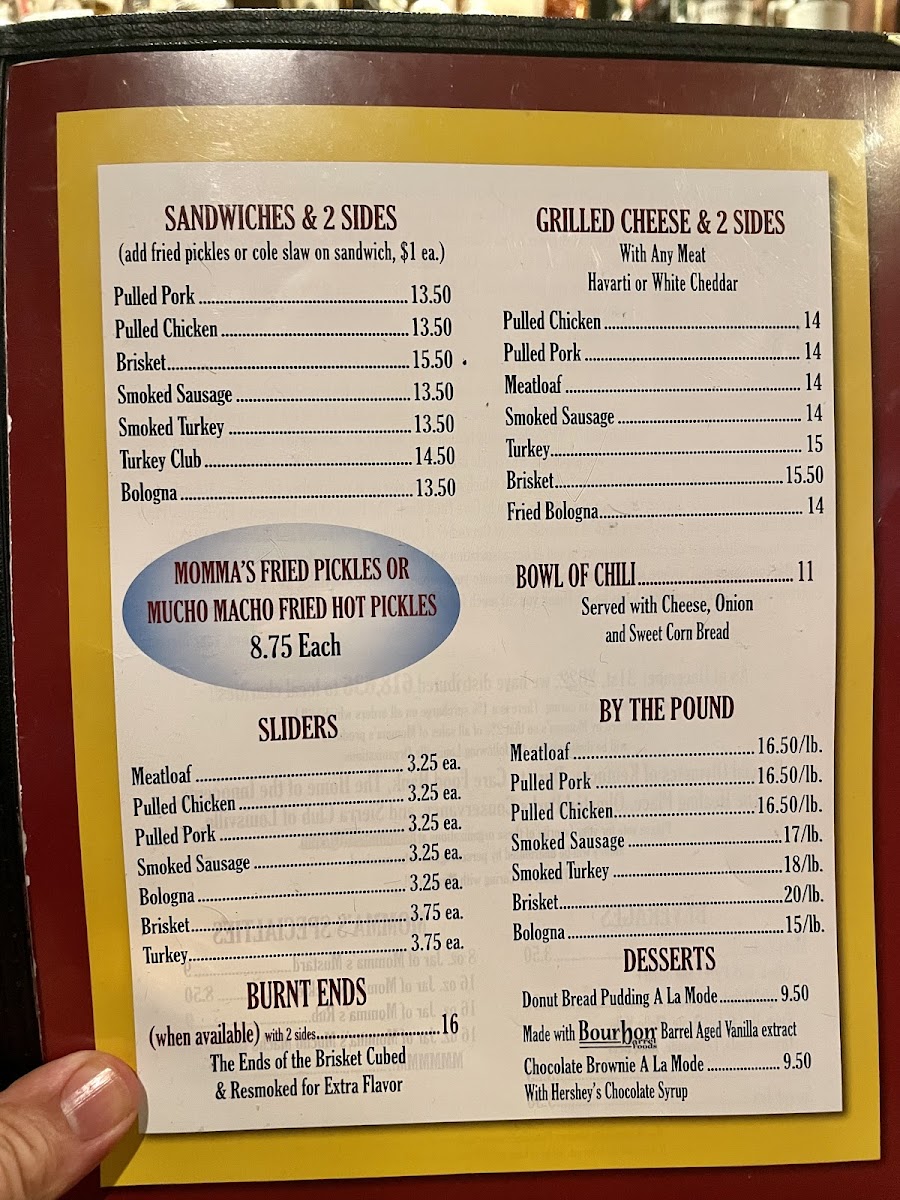 SANDWICHES & 2 SIDES
(add fried pickles or cole slaw on sandwich, $1 ea.)
Pulled Pork ........ 13.50
Pulled Chicken ........ 13.50
Brisket ........ 15.50
Smoked Sausage ........ 13.50
Smoked Turkey ........ 13.50
Turkey Club ........ 14.50
Bologna ........ 13.50
MOMMA'S FRIED PICKLES OR
MUCHO MACHO FRIED HOT PICKLES
8.75 Each
SLIDERS
Meatloaf ........ 3.25 ea.
Pulled Chicken ........ 3.25 ea.
Pulled Pork ........ 3.25 ea.
Smoked Sausage ........ 3.25 ea.
Bologna ........ 3.25 ea.
Brisket ........ 3.75 ea.
Turkey ........ 3.75 ea.
BURNT ENDS
(when available) with 2 sides ........ 16
The Ends of the Brisket Cubed
& Resmoked for Extra Flavor
GRILLED CHEESE & 2 SIDES
With Any Meat
Havarti or White Cheddar
Pulled Chicken ........ 14
Pulled Pork ........ 14
Meatloaf ........ 14
Smoked Sausage ........ 14
Turkey ........ 15
Brisket ........ 15.50
Fried Bologna ........ 14
BOWL OF CHILI ........ 11
Served with Cheese, Onion
and Sweet Corn Bread
BY THE POUND
Meatloaf ........ 16.50/lb.
Pulled Pork ........ 16.50/lb.
Pulled Chicken ........ 16.50/lb.
Smoked Sausage ........ 17/lb.
Smoked Turkey ........ 18/lb.
Brisket ........ 20/lb.
Bologna ........ 15/lb.
DESSERTS
Donut Bread Pudding A La Mode ........ 9.50
Made with Bourbon Barrel Foods Barrel Aged Vanilla extract
Chocolate Brownie A La Mode ........ 9.50
With Hershey's Chocolate Syrup